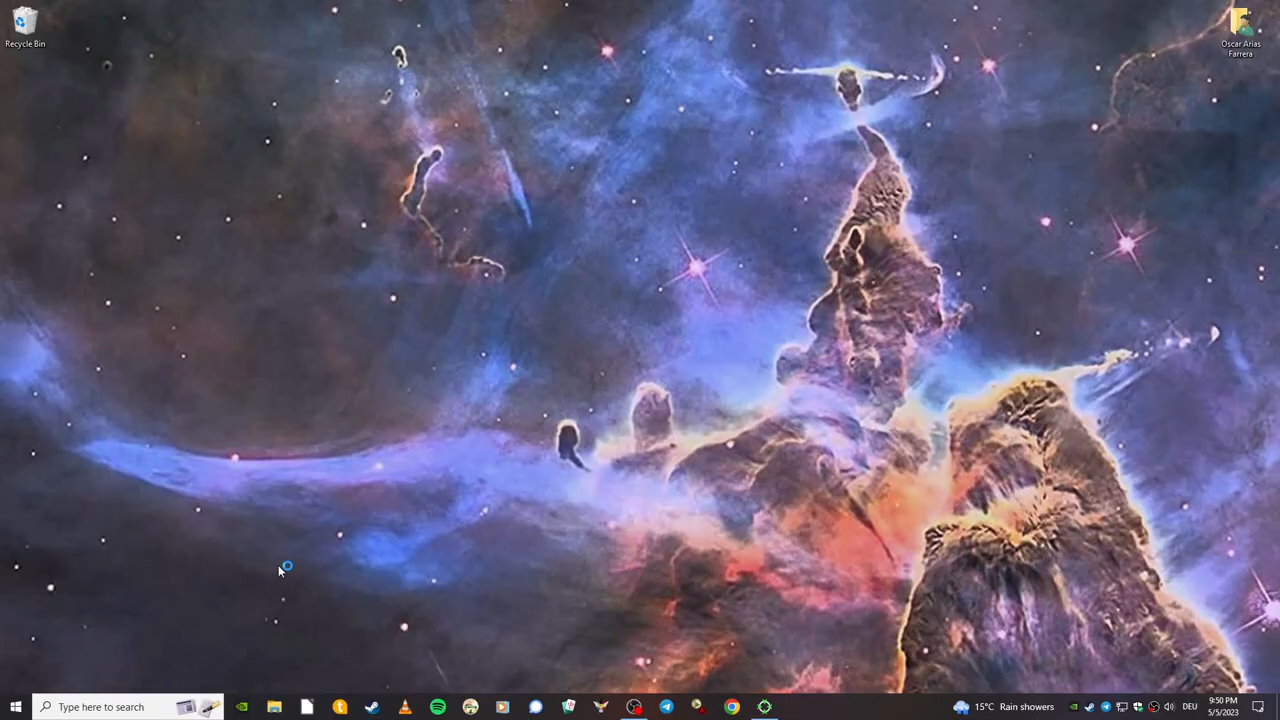 Recycle Bin
Oscar Arias
Farrera
Type here to search
15°C Rain showers
DEU
9:50 PM
5/5/2023